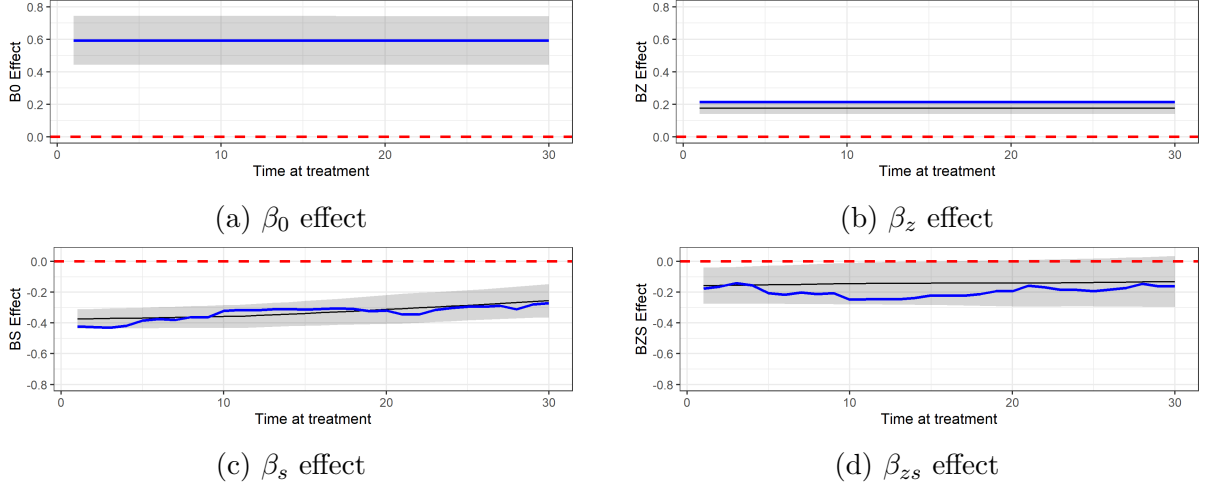 0.8
0.6
0.4
0.2
0.0
B0 Effect
0 10 20 30
Time at treatment
(a) β₀ effect
0.8
0.6
0.4
0.2
0.0
BZ Effect
0 10 20 30
Time at treatment
(b) β_z effect
0.0
-0.2
-0.4
-0.6
-0.8
BS Effect
0 10 20 30
Time at treatment
(c) β_s effect
0.0
-0.2
-0.4
-0.6
-0.8
BZS Effect
0 10 20 30
Time at treatment
(d) β_zs effect